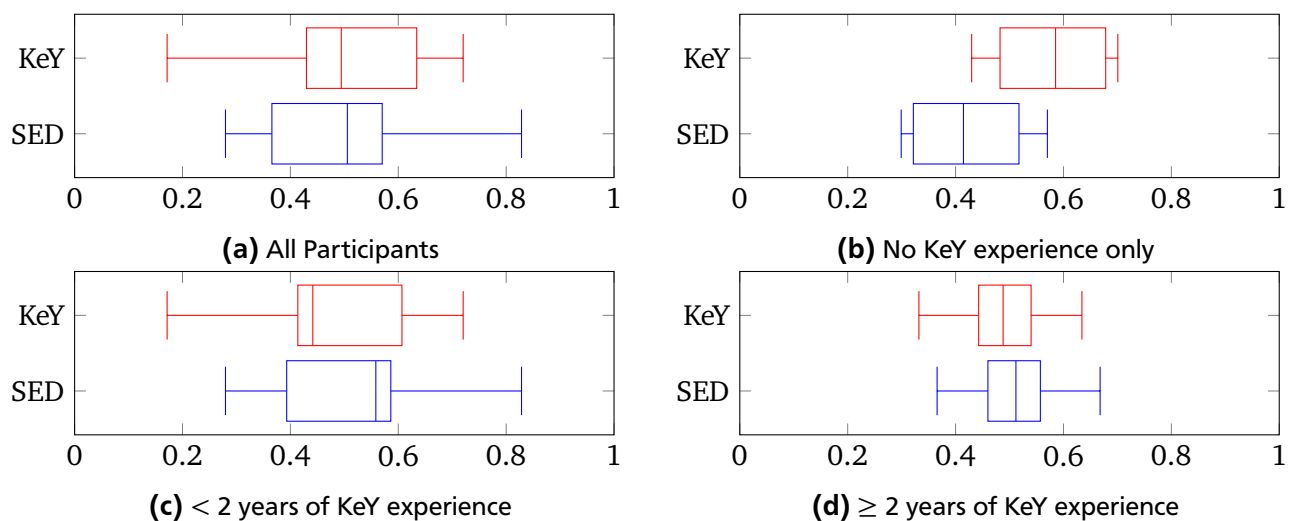 KeY
SED
0 0.2 0.4 0.6 0.8 1
(a) All Participants
KeY
SED
0 0.2 0.4 0.6 0.8 1
(b) No KeY experience only
KeY
SED
0 0.2 0.4 0.6 0.8 1
(c) < 2 years of KeY experience
KeY
SED
0 0.2 0.4 0.6 0.8 1
(d) ≥ 2 years of KeY experience